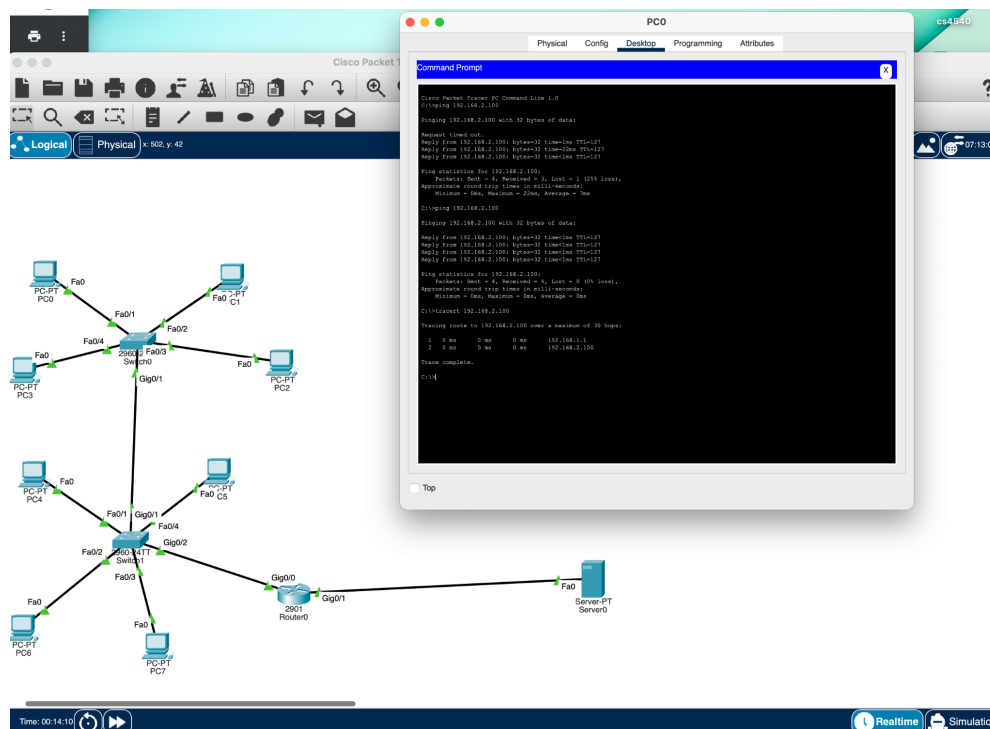 PC0
cs4540
Physical Config Desktop Programming Attributes
Cisco Packet T
Command Prompt
X
Cisco Packet Tracer PC Command Line 1.0
C:\>ping 192.168.2.100
Pinging 192.168.2.100 with 32 bytes of data:
Request timed out.
Reply from 192.168.2.100: bytes=32 time=1ms TTL=127
Reply from 192.168.2.100: bytes=32 time=22ms TTL=127
Reply from 192.168.2.100: bytes=32 time<1ms TTL=127
Ping statistics for 192.168.2.100:
Packets: Sent = 4, Received = 3, Lost = 1 (25% loss),
Approximate round trip times in milli-seconds:
Minimum = 0ms, Maximum = 22ms, Average = 7ms
C:\>ping 192.168.2.100
Pinging 192.168.2.100 with 32 bytes of data:
Reply from 192.168.2.100: bytes=32 time<1ms TTL=127
Reply from 192.168.2.100: bytes=32 time<1ms TTL=127
Reply from 192.168.2.100: bytes=32 time<1ms TTL=127
Reply from 192.168.2.100: bytes=32 time<1ms TTL=127
Ping statistics for 192.168.2.100:
Packets: Sent = 4, Received = 4, Lost = 0 (0% loss),
Approximate round trip times in milli-seconds:
Minimum = 0ms, Maximum = 0ms, Average = 0ms
C:\>tracert 192.168.2.100
Tracing route to 192.168.2.100 over a maximum of 30 hops:
1 0 ms 0 ms 0 ms 192.168.1.1
2 0 ms 0 ms 0 ms 192.168.2.100
Trace complete.
C:\>
Top
Logical Physical x: 502, y: 42
07:13:0
Fa0
PC-PT
PC0
Fa0
-PT
C1
Fa0/1
Fa0/2
Fa0/4
Fa0/3
Switch0
Fa0
PC-PT
PC3
Fa0
PC-PT
PC2
Gig0/1
Fa0
PC-PT
PC4
Fa0
-PT
C5
Fa0/1
Gig0/1
Fa0/4
Fa0/2
Gig0/2
2960-24TT
Switch1
Fa0/3
Fa0
PC-PT
PC6
Fa0
PC-PT
PC7
Gig0/0
Gig0/1
2901
Router0
Fa0
Server-PT
Server0
Time: 00:14:10
Realtime
Simulatio